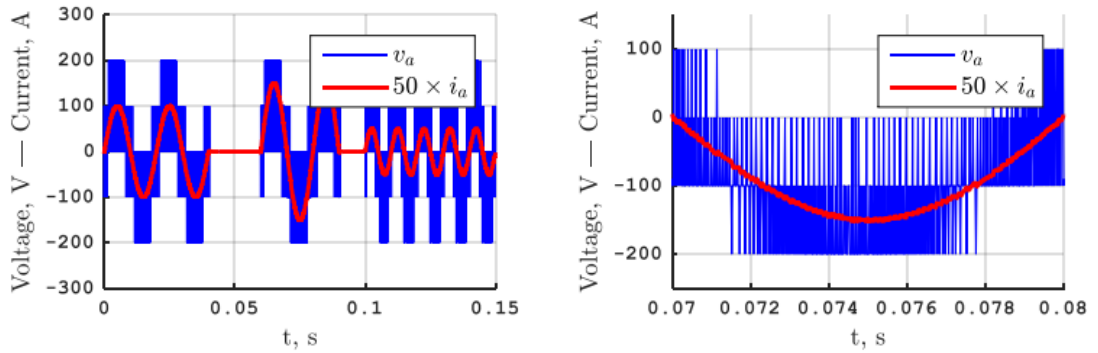 Voltage, V — Current, A
300
200
100
0
-100
-200
-300
0
0.05
0.1
0.15
t, s
v_a
50 × i_a
Voltage, V — Current, A
100
0
-100
-200
0.07
0.072
0.074
0.076
0.078
0.08
t, s
v_a
50 × i_a